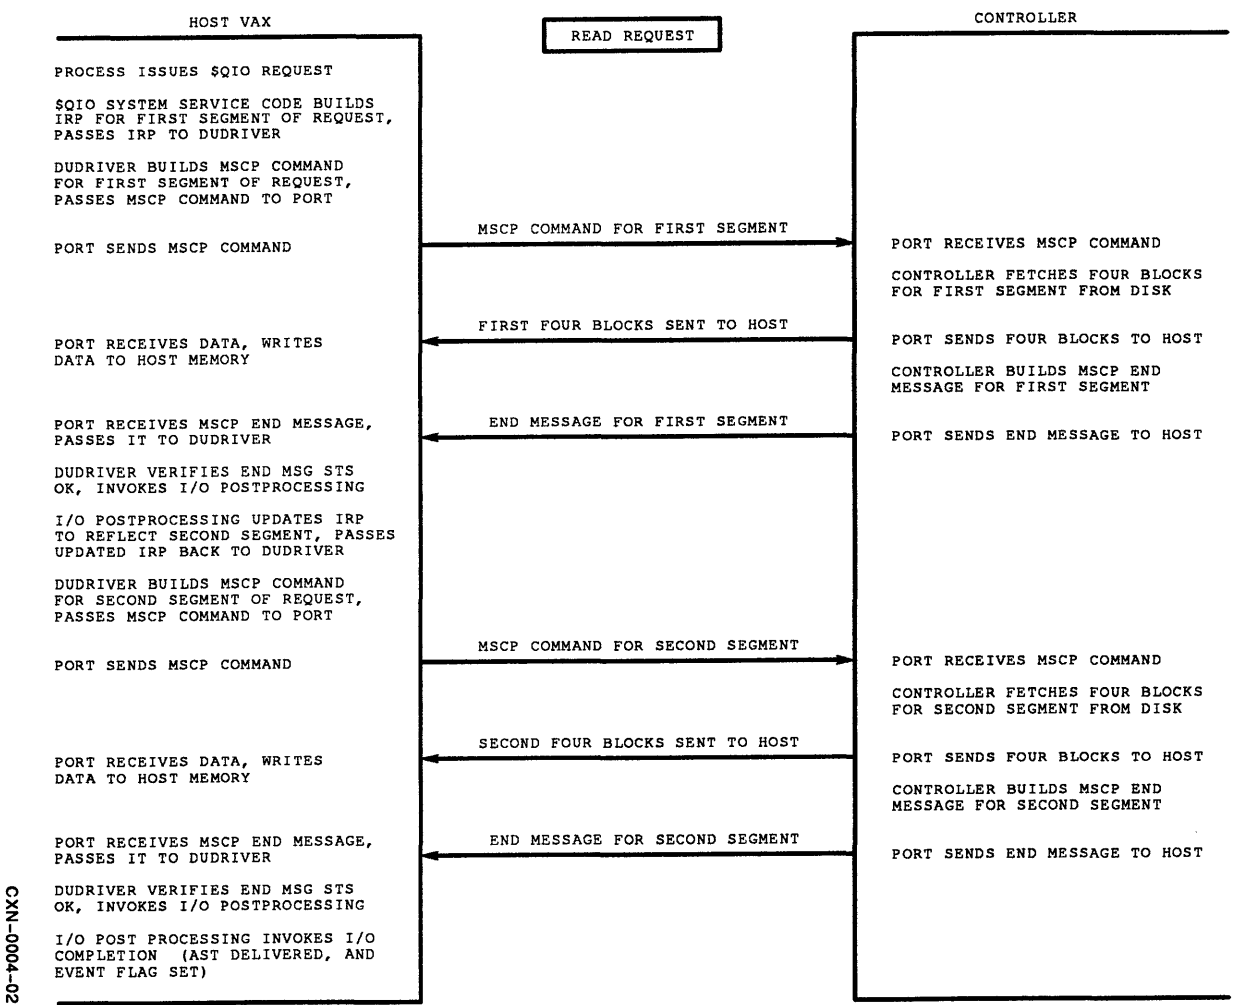 HOST VAX
READ REQUEST
CONTROLLER
PROCESS ISSUES $QIO REQUEST
$QIO SYSTEM SERVICE CODE BUILDS
IRP FOR FIRST SEGMENT OF REQUEST,
PASSES IRP TO DUDRIVER
DUDRIVER BUILDS MSCP COMMAND
FOR FIRST SEGMENT OF REQUEST,
PASSES MSCP COMMAND TO PORT
MSCP COMMAND FOR FIRST SEGMENT
PORT SENDS MSCP COMMAND
PORT RECEIVES MSCP COMMAND
CONTROLLER FETCHES FOUR BLOCKS
FOR FIRST SEGMENT FROM DISK
FIRST FOUR BLOCKS SENT TO HOST
PORT SENDS FOUR BLOCKS TO HOST
PORT RECEIVES DATA, WRITES
DATA TO HOST MEMORY
CONTROLLER BUILDS MSCP END
MESSAGE FOR FIRST SEGMENT
END MESSAGE FOR FIRST SEGMENT
PORT RECEIVES MSCP END MESSAGE,
PASSES IT TO DUDRIVER
PORT SENDS END MESSAGE TO HOST
DUDRIVER VERIFIES END MSG STS
OK, INVOKES I/O POSTPROCESSING
I/O POSTPROCESSING UPDATES IRP
TO REFLECT SECOND SEGMENT, PASSES
UPDATED IRP BACK TO DUDRIVER
DUDRIVER BUILDS MSCP COMMAND
FOR SECOND SEGMENT OF REQUEST,
PASSES MSCP COMMAND TO PORT
MSCP COMMAND FOR SECOND SEGMENT
PORT SENDS MSCP COMMAND
PORT RECEIVES MSCP COMMAND
CONTROLLER FETCHES FOUR BLOCKS
FOR SECOND SEGMENT FROM DISK
SECOND FOUR BLOCKS SENT TO HOST
PORT SENDS FOUR BLOCKS TO HOST
PORT RECEIVES DATA, WRITES
DATA TO HOST MEMORY
CONTROLLER BUILDS MSCP END
MESSAGE FOR SECOND SEGMENT
END MESSAGE FOR SECOND SEGMENT
PORT RECEIVES MSCP END MESSAGE,
PASSES IT TO DUDRIVER
PORT SENDS END MESSAGE TO HOST
DUDRIVER VERIFIES END MSG STS
OK, INVOKES I/O POSTPROCESSING
I/O POST PROCESSING INVOKES I/O
COMPLETION (AST DELIVERED, AND
EVENT FLAG SET)
CXN-0004-02